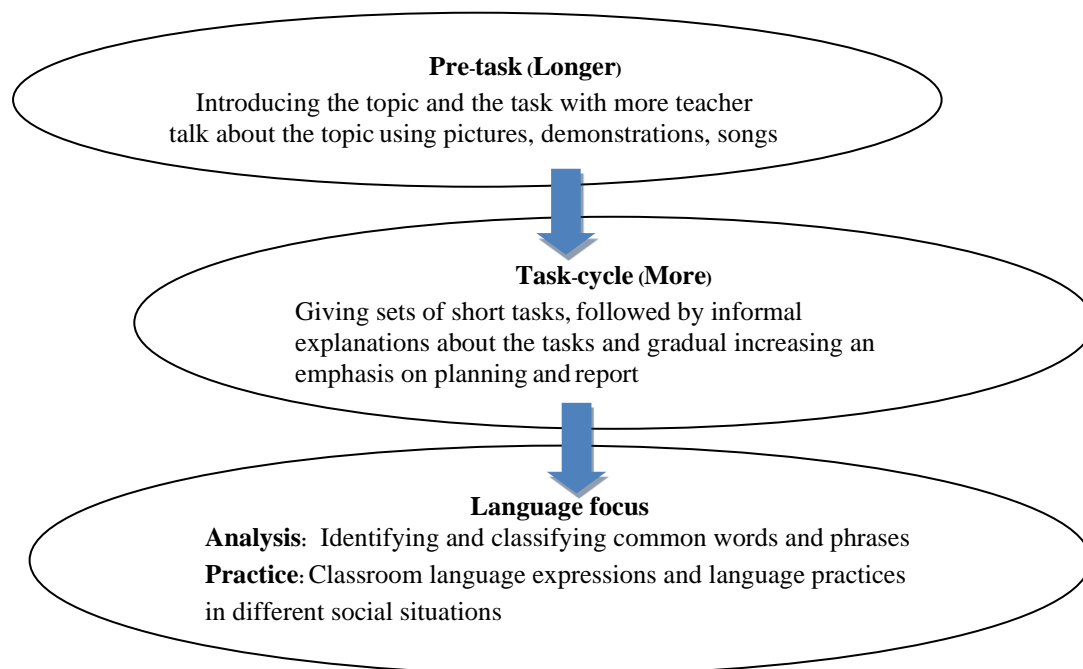 Pre-task (Longer)
Introducing the topic and the task with more teacher
talk about the topic using pictures, demonstrations, songs
Task-cycle (More)
Giving sets of short tasks, followed by informal
explanations about the tasks and gradual increasing an
emphasis on planning and report
Language focus
Analysis: Identifying and classifying common words and phrases
Practice: Classroom language expressions and language practices
in different social situations